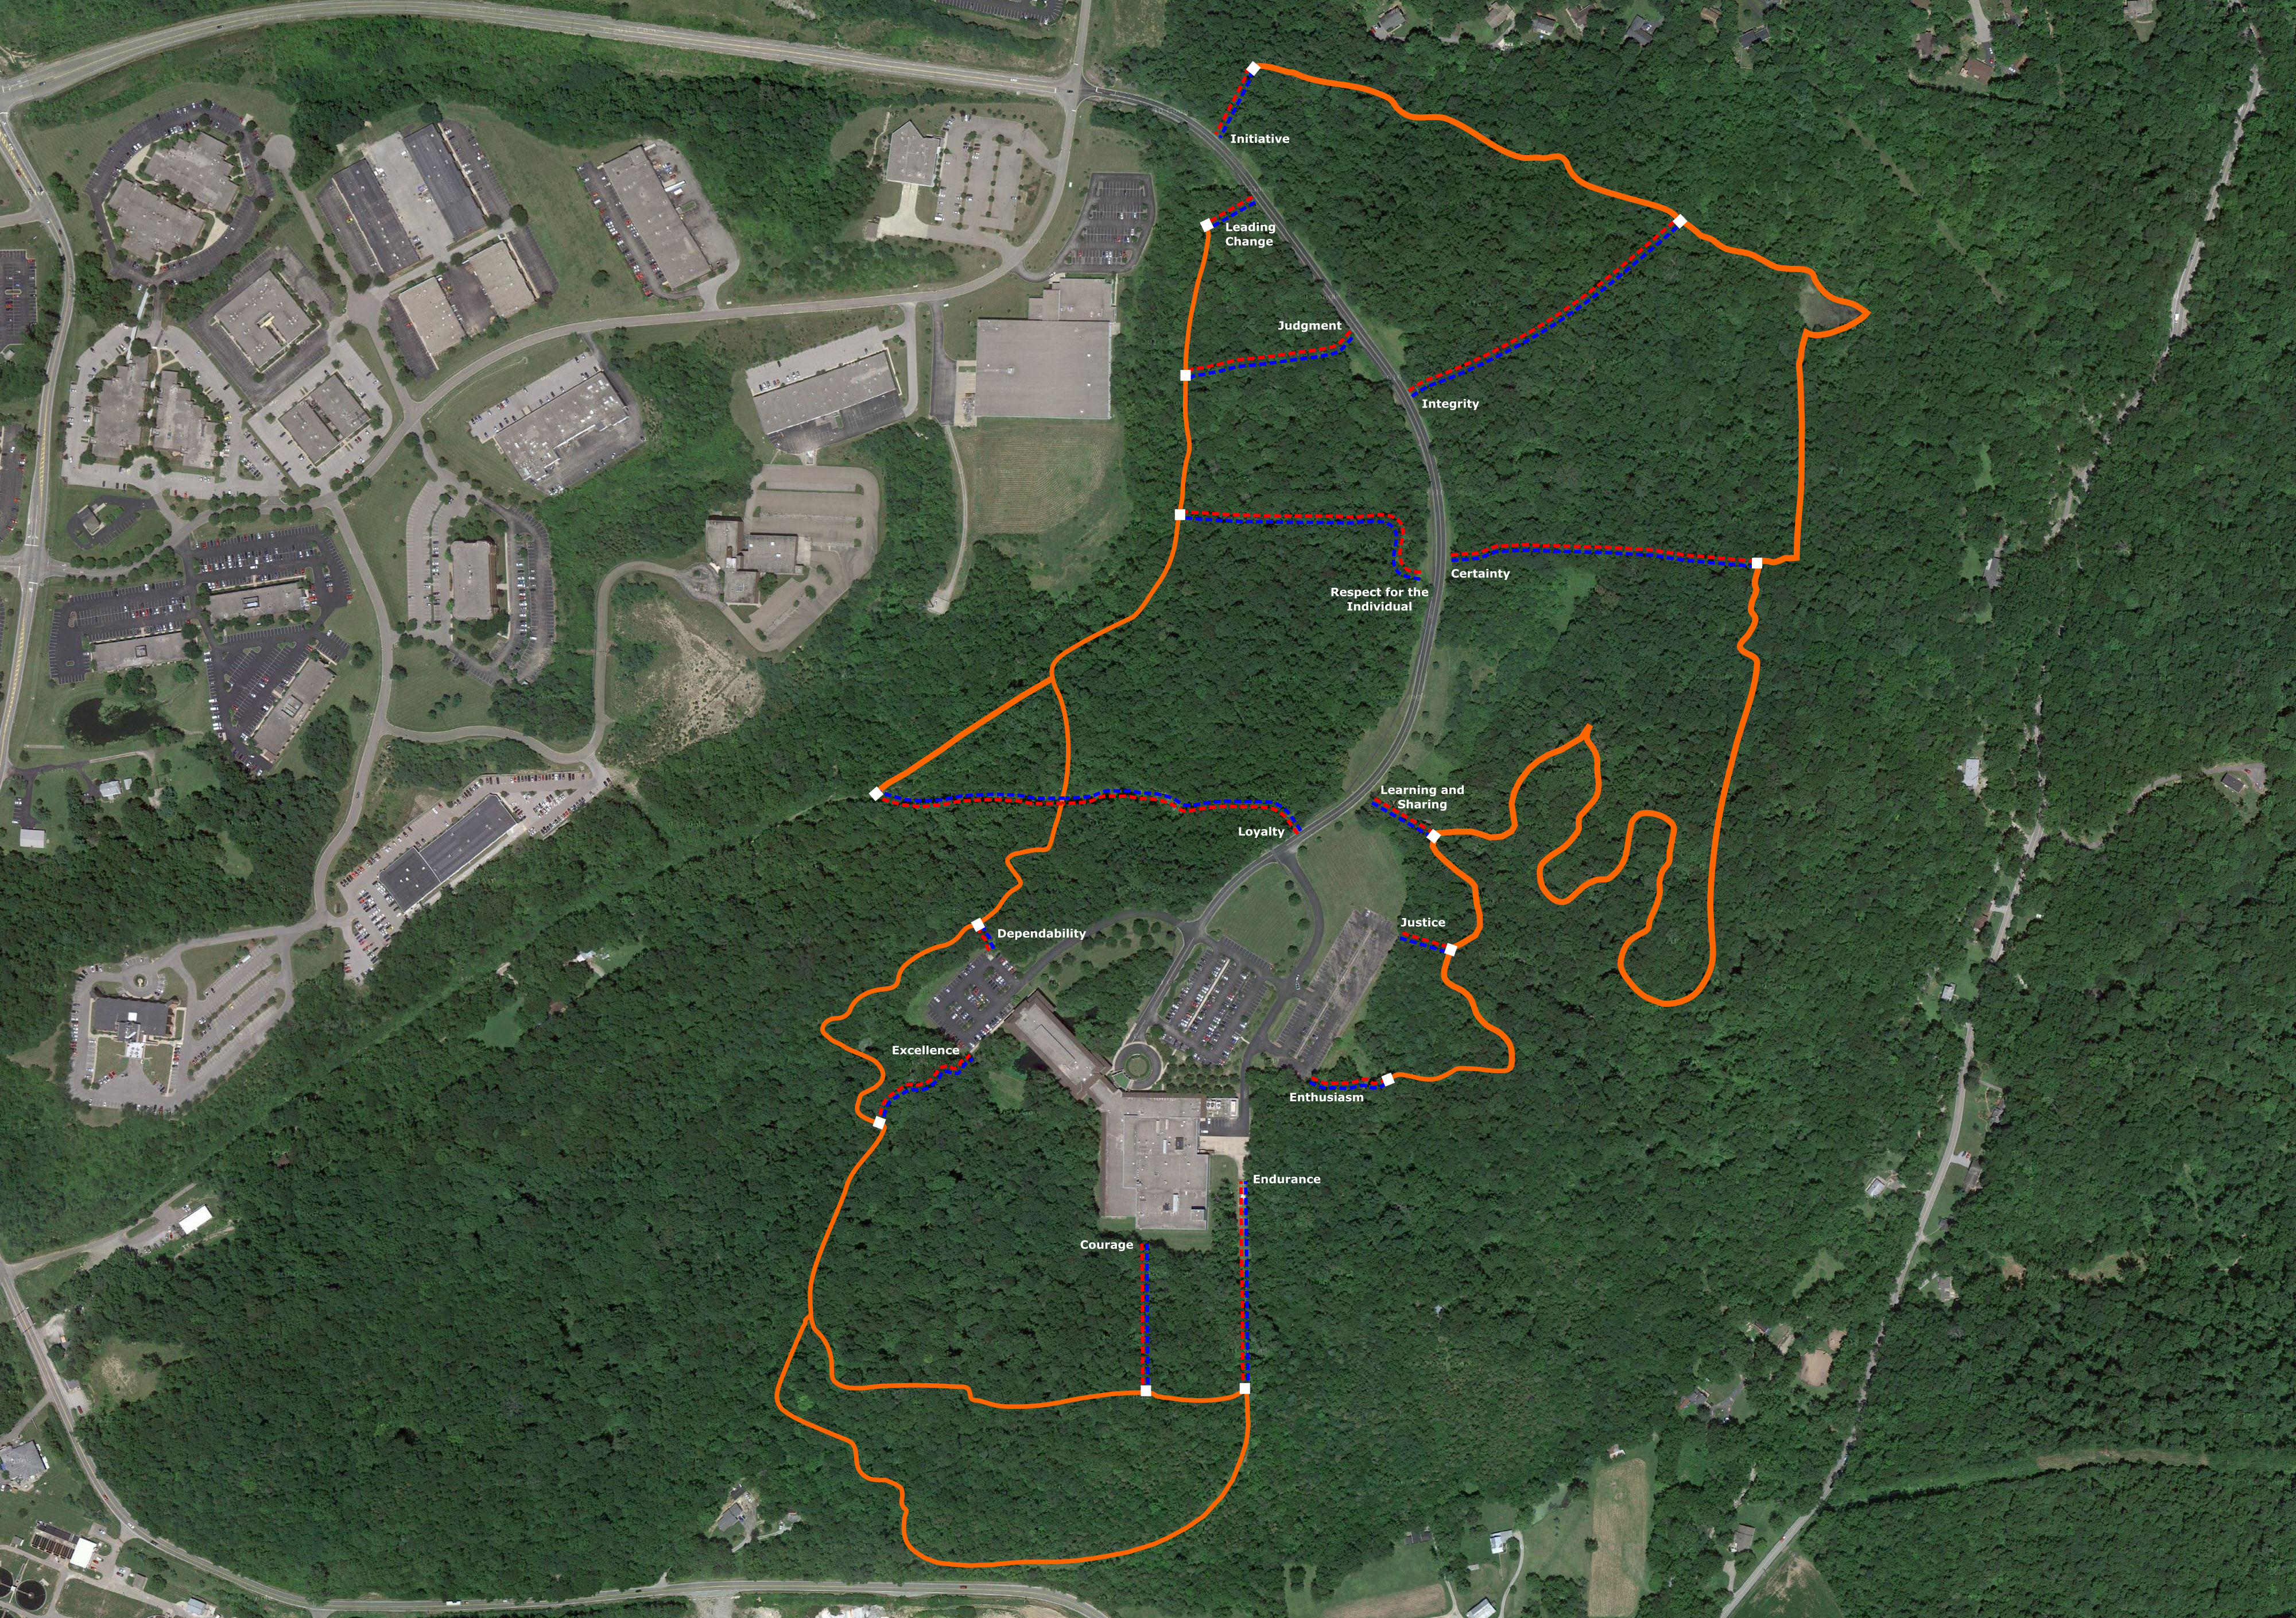 Initiative
Leading
Change
Judgment
Integrity
Certainty
Respect for the
Individual
Learning and
Sharing
Loyalty
Justice
Dependability
Excellence
Enthusiasm
Endurance
Courage